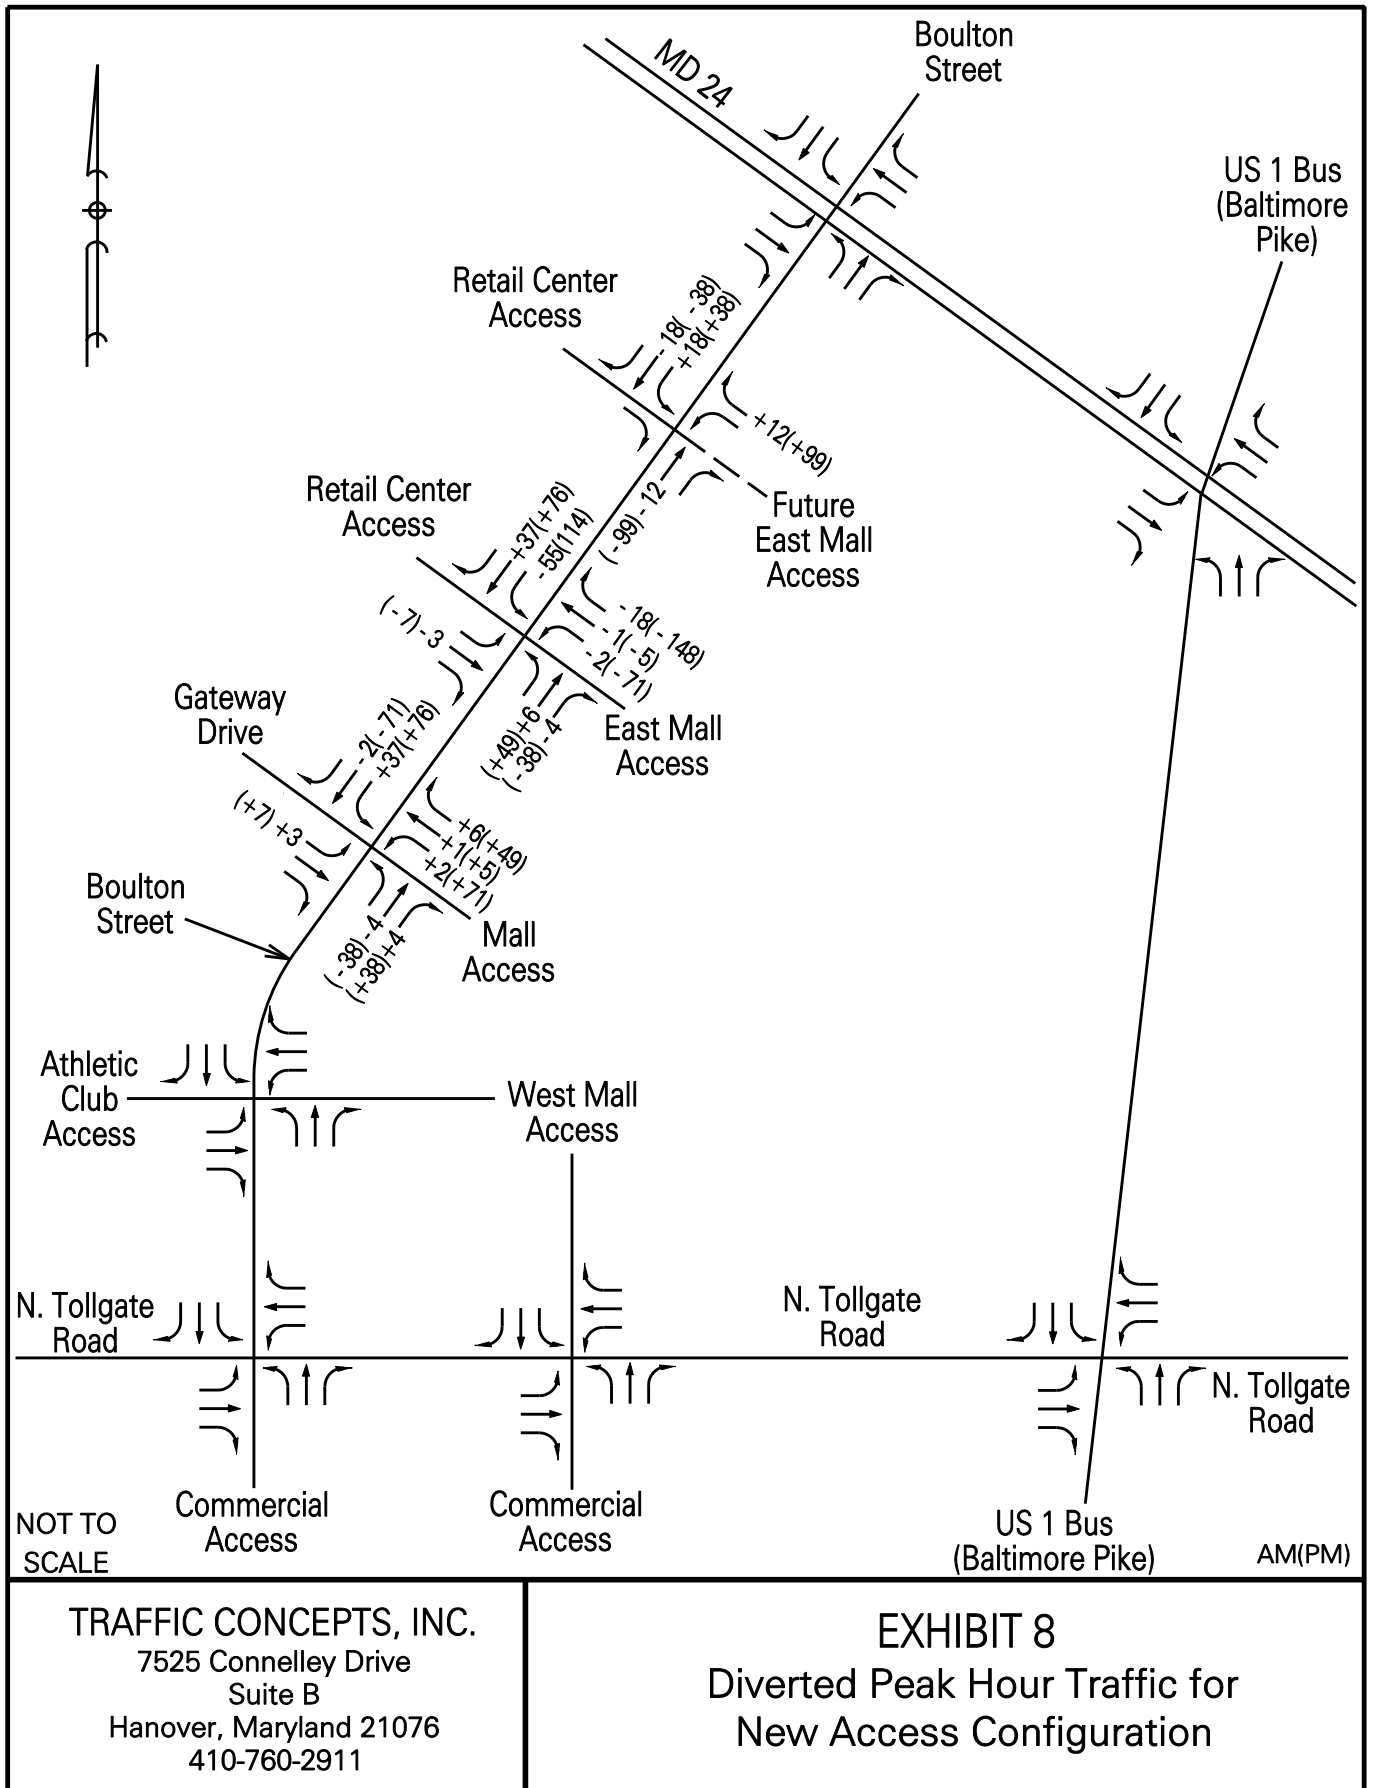 Boulton
Street
MD 24
US 1 Bus
(Baltimore
Pike)
Retail Center
Access
-18( -38)
+18(+38)
+12(+99)
Future
East Mall
Access
Retail Center
Access
+37(+76)
-55(114)
(-99)-12
-18(-148)
-1(-5)
-2(-71)
(-7)-3
(+49)+6
(-38)-4
East Mall
Access
Gateway
Drive
-2(-71)
+37(+76)
(+7)+3
+6(+49)
+1(+5)
+2(+71)
Boulton
Street
(-38)-4
(+38)+4
Mall
Access
Athletic
Club
Access
West Mall
Access
N. Tollgate
Road
N. Tollgate
Road
N. Tollgate
Road
Commercial
Access
Commercial
Access
US 1 Bus
(Baltimore Pike)
NOT TO
SCALE
AM(PM)
TRAFFIC CONCEPTS, INC.
7525 Connelley Drive
Suite B
Hanover, Maryland 21076
410-760-2911
EXHIBIT 8
Diverted Peak Hour Traffic for
New Access Configuration